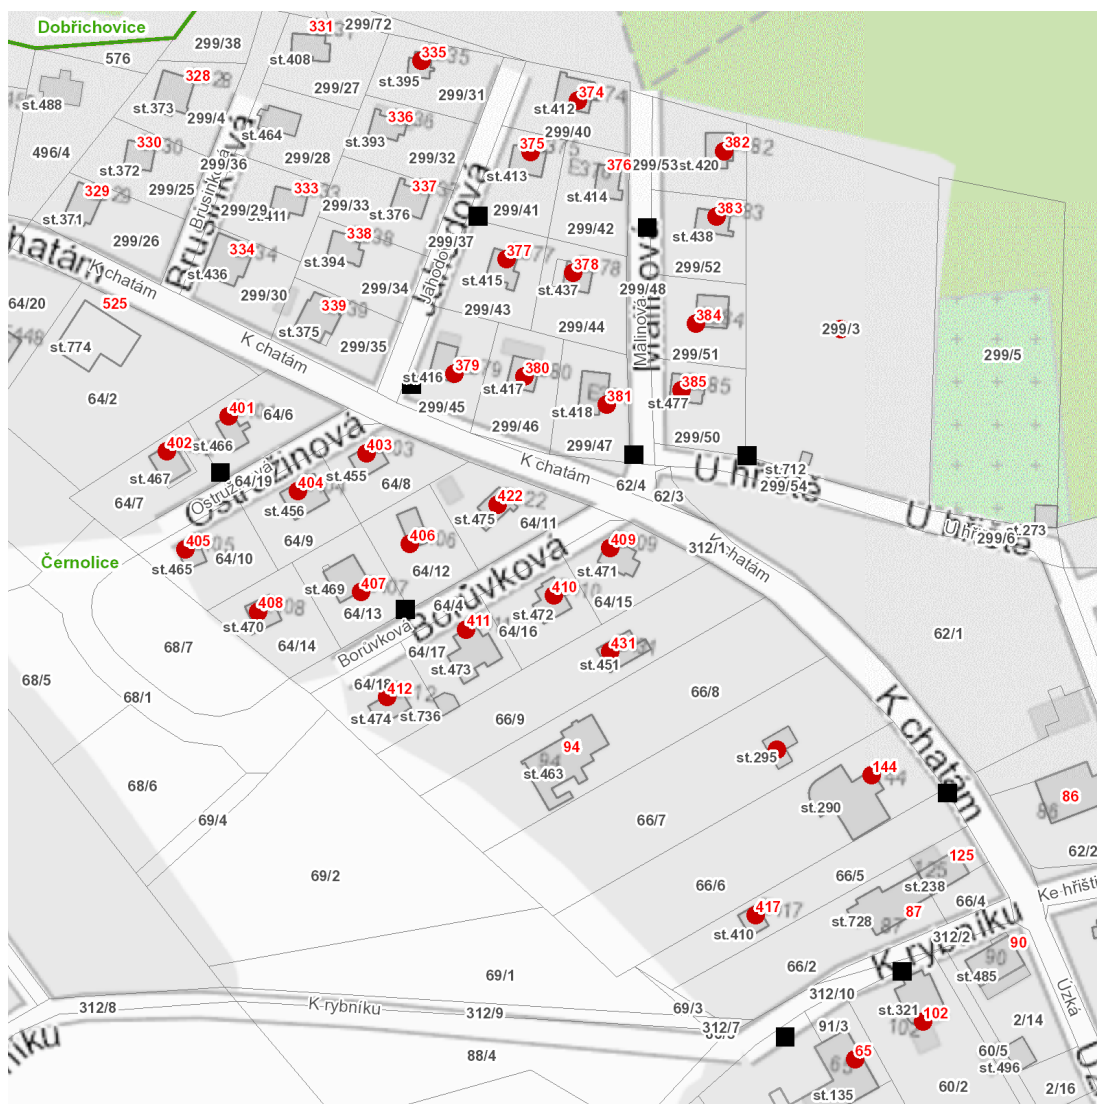 Dobřichovice
331
299/72
335
299/38
st.408
576
st.395
328
299/27
299/31
374
st.412
st.488
st.373
299/4
st.464
336
st.393
299/40
330
375
382
496/4
st.372
299/36
299/28
299/32
st.413
376
299/53
st.420
329
299/25
333
337
st.414
st.371
299/29
st.411
299/33
st.376
299/41
383
Brusinková
Brusinková
334
338
299/37
299/42
st.438
299/26
st.436
st.394
377
378
299/52
K chatám
chatám
st.415
st.437
299/48
64/20
525
299/30
339
299/34
Jahodová
Jahodová
299/43
384
299/3
st.375
299/44
Malinová
Malinová
st.774
K chatám
299/35
299/51
299/5
st.416
379
380
st.417
385
64/2
381
st.477
401
64/6
299/45
st.418
402
st.466
403
299/46
299/50
299/47
st.467
64/19
st.455
K chatám
st.712
Ostružinová
Ostružinová
404
64/8
62/4
62/3
299/54
U hřiště
64/7
st.456
422
st.475
64/11
U hřiště
st.273
299/6
405
64/9
406
409
312/1
K chatám
Černolice
st.465
64/10
st.469
64/12
st.471
407
410
408
64/13
64/4
Borůvková
Borůvková
st.472
64/15
st.470
411
64/16
62/1
68/7
64/14
64/17
431
st.451
st.473
68/5
64/18
412
68/1
st.474
st.736
66/8
66/9
K chatám
94
st.463
st.295
144
68/6
st.290
86
69/4
66/7
125
62/2
69/2
66/6
66/5
st.238
Ke hřišti
417
87
66/4
st.410
st.728
312/2
K rybníku
90
66/2
st.485
69/1
312/10
Úzká
312/8
K rybníku
312/9
69/3
st.321
102
312/7
91/3
2/14
88/4
65
60/5
st.496
60/2
2/16
st.135